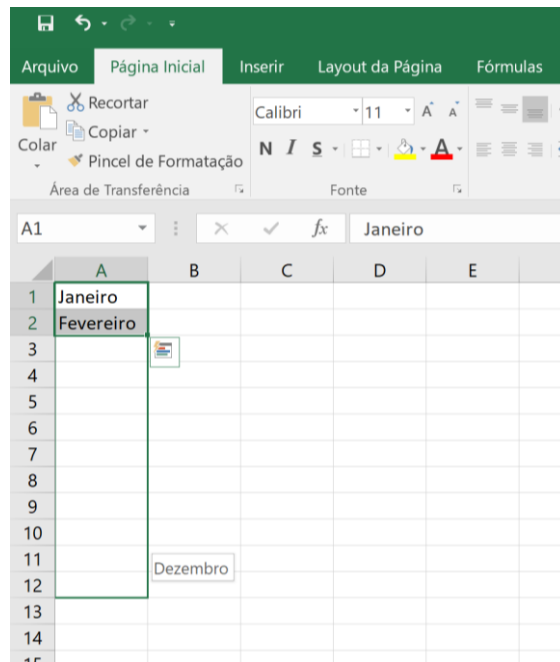 Arquivo Página Inicial Inserir Layout da Página Fórmulas
Recortar
Copiar
Colar
Pincel de Formatação
Calibri 11 A A
N I S A
Área de Transferência Fonte
A1 fx Janeiro
A B C D E
1 Janeiro
2 Fevereiro
3
4
5
6
7
8
9
10
11
Dezembro
12
13
14
15